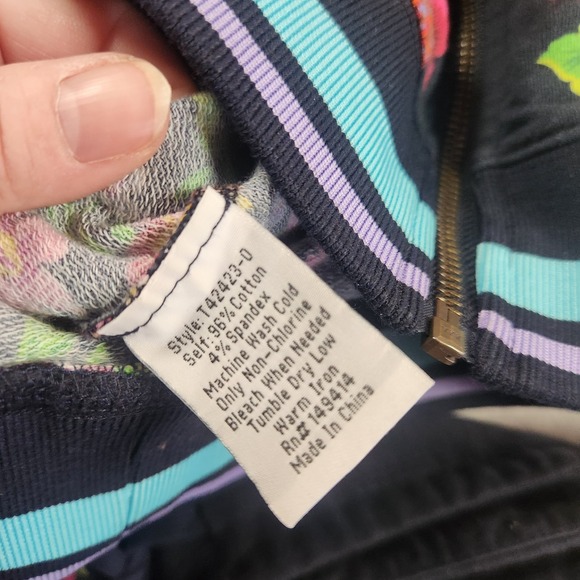 Style: T42423-0
Self:96% Cotton
4% Spandex
Machine Wash Cold
Only Non-Chlorine
Bleach When Needed
Tumble Dry Low
Warm Iron
Rn# 149414
Made In China